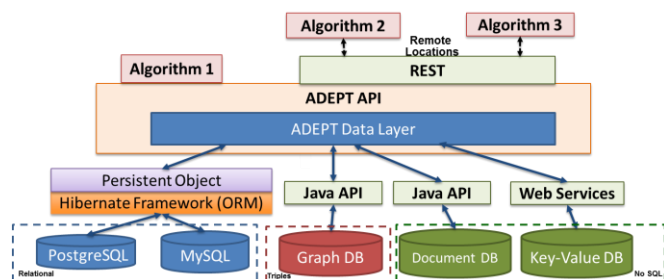 Algorithm 2
Algorithm 3
Remote
Locations
Algorithm 1
REST
ADEPT API
ADEPT Data Layer
Persistent Object
Hibernate Framework (ORM)
Java API
Java API
Web Services
PostgreSQL
MySQL
Graph DB
Document DB
Key-Value DB
Relational
Triples
No SQL